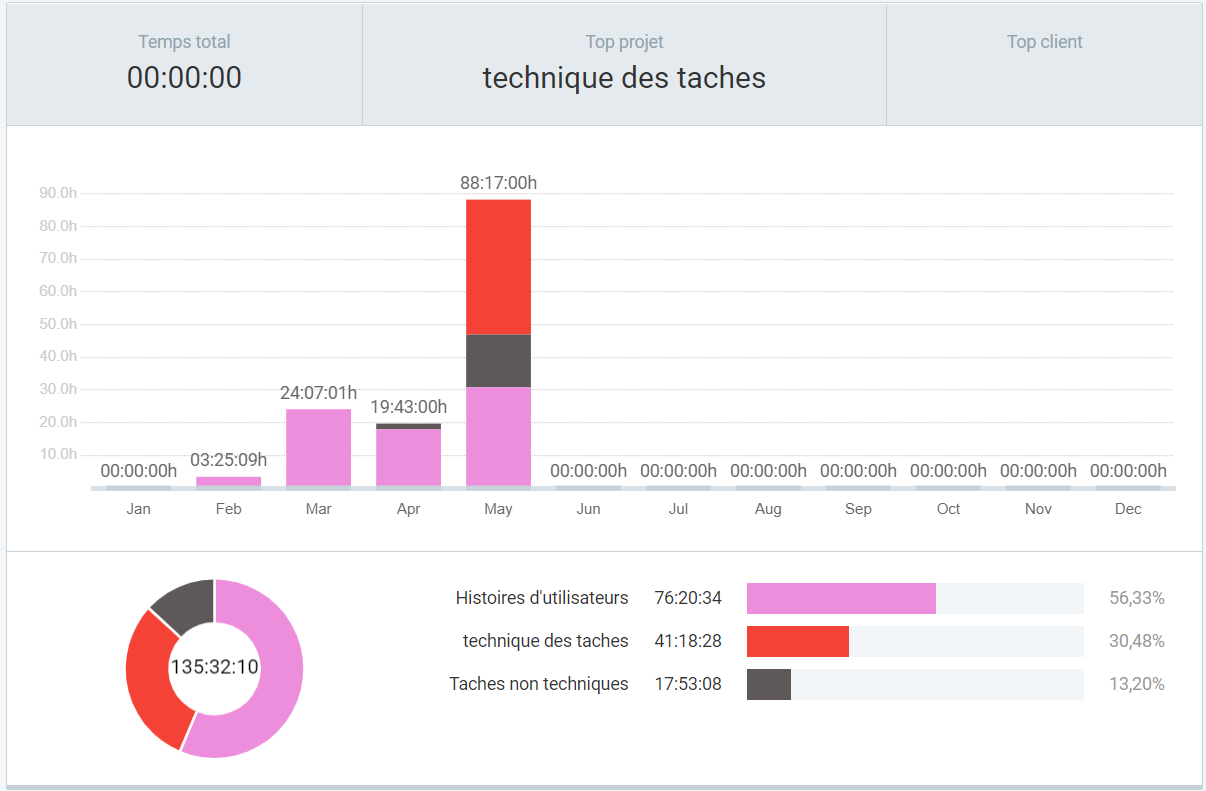 Temps total
00:00:00
Top projet
technique des taches
Top client
90.0h
80.0h
70.0h
60.0h
50.0h
40.0h
30.0h
20.0h
10.0h
00:00:00h
03:25:09h
24:07:01h
19:43:00h
88:17:00h
00:00:00h
00:00:00h
00:00:00h
00:00:00h
00:00:00h
00:00:00h
00:00:00h
Jan
Feb
Mar
Apr
May
Jun
Jul
Aug
Sep
Oct
Nov
Dec
135:32:10
Histoires d'utilisateurs 76:20:34 56,33%
technique des taches 41:18:28 30,48%
Taches non techniques 17:53:08 13,20%